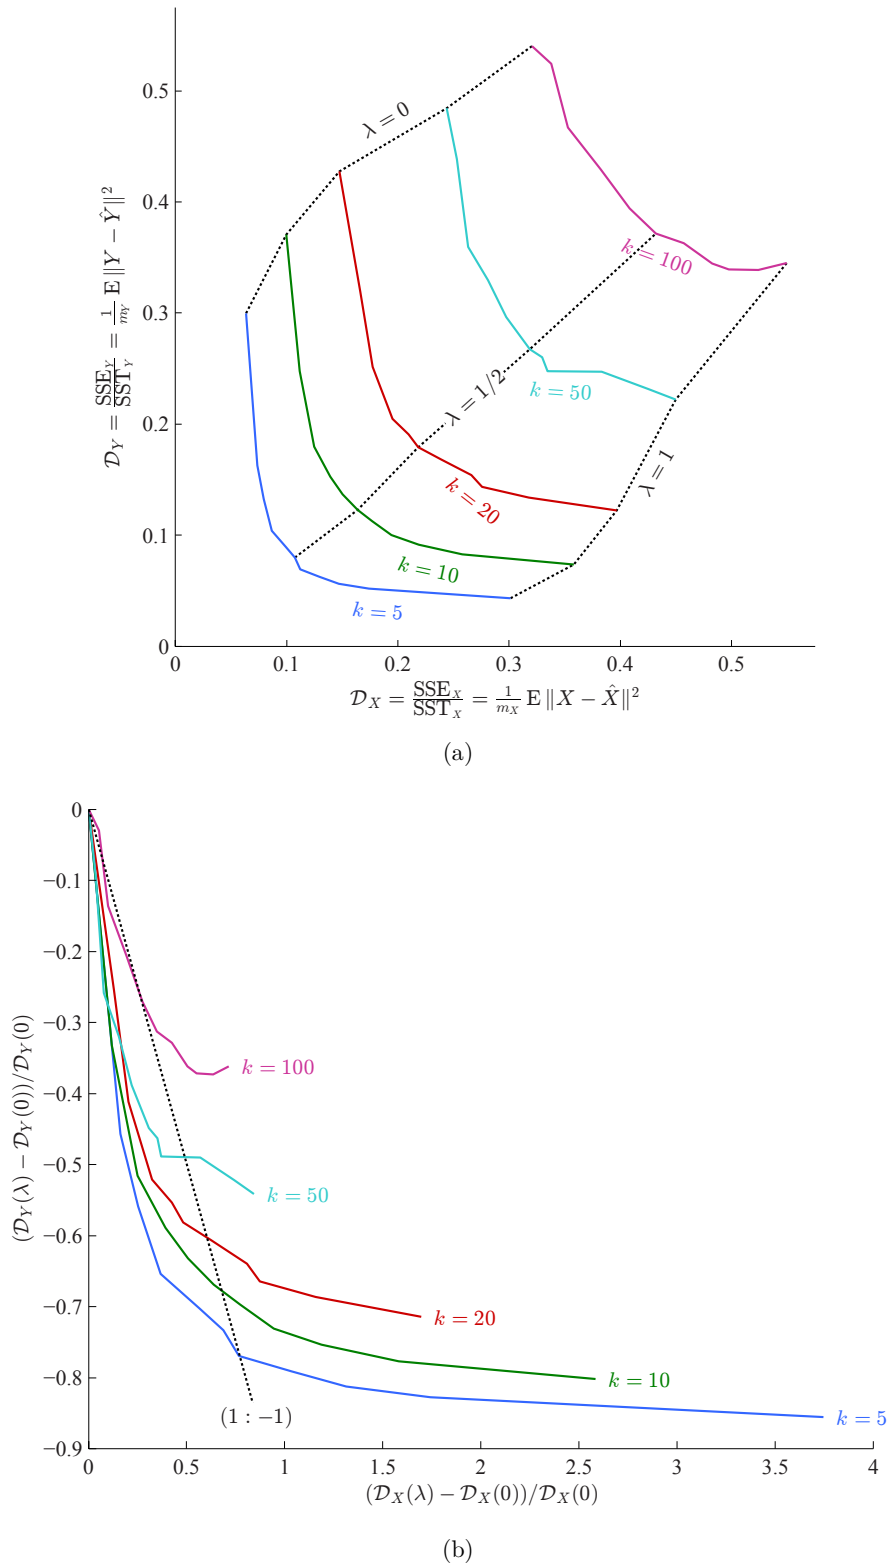 0.5
0.4
0.3
0.2
0.1
0
𝒟_Y = SSE_Y/SST_Y = 1/m_Y E ‖Y − Ŷ‖²
λ = 0
λ = 1/2
λ = 1
k = 100
k = 50
k = 20
k = 10
k = 5
0 0.1 0.2 0.3 0.4 0.5
𝒟_X = SSE_X/SST_X = 1/m_X E ‖X − X̂‖²
(a)
0
−0.1
−0.2
−0.3
−0.4
−0.5
−0.6
−0.7
−0.8
−0.9
(𝒟_Y(λ) − 𝒟_Y(0))/𝒟_Y(0)
k = 100
k = 50
k = 20
k = 10
k = 5
(1 : −1)
0 0.5 1 1.5 2 2.5 3 3.5 4
(𝒟_X(λ) − 𝒟_X(0))/𝒟_X(0)
(b)